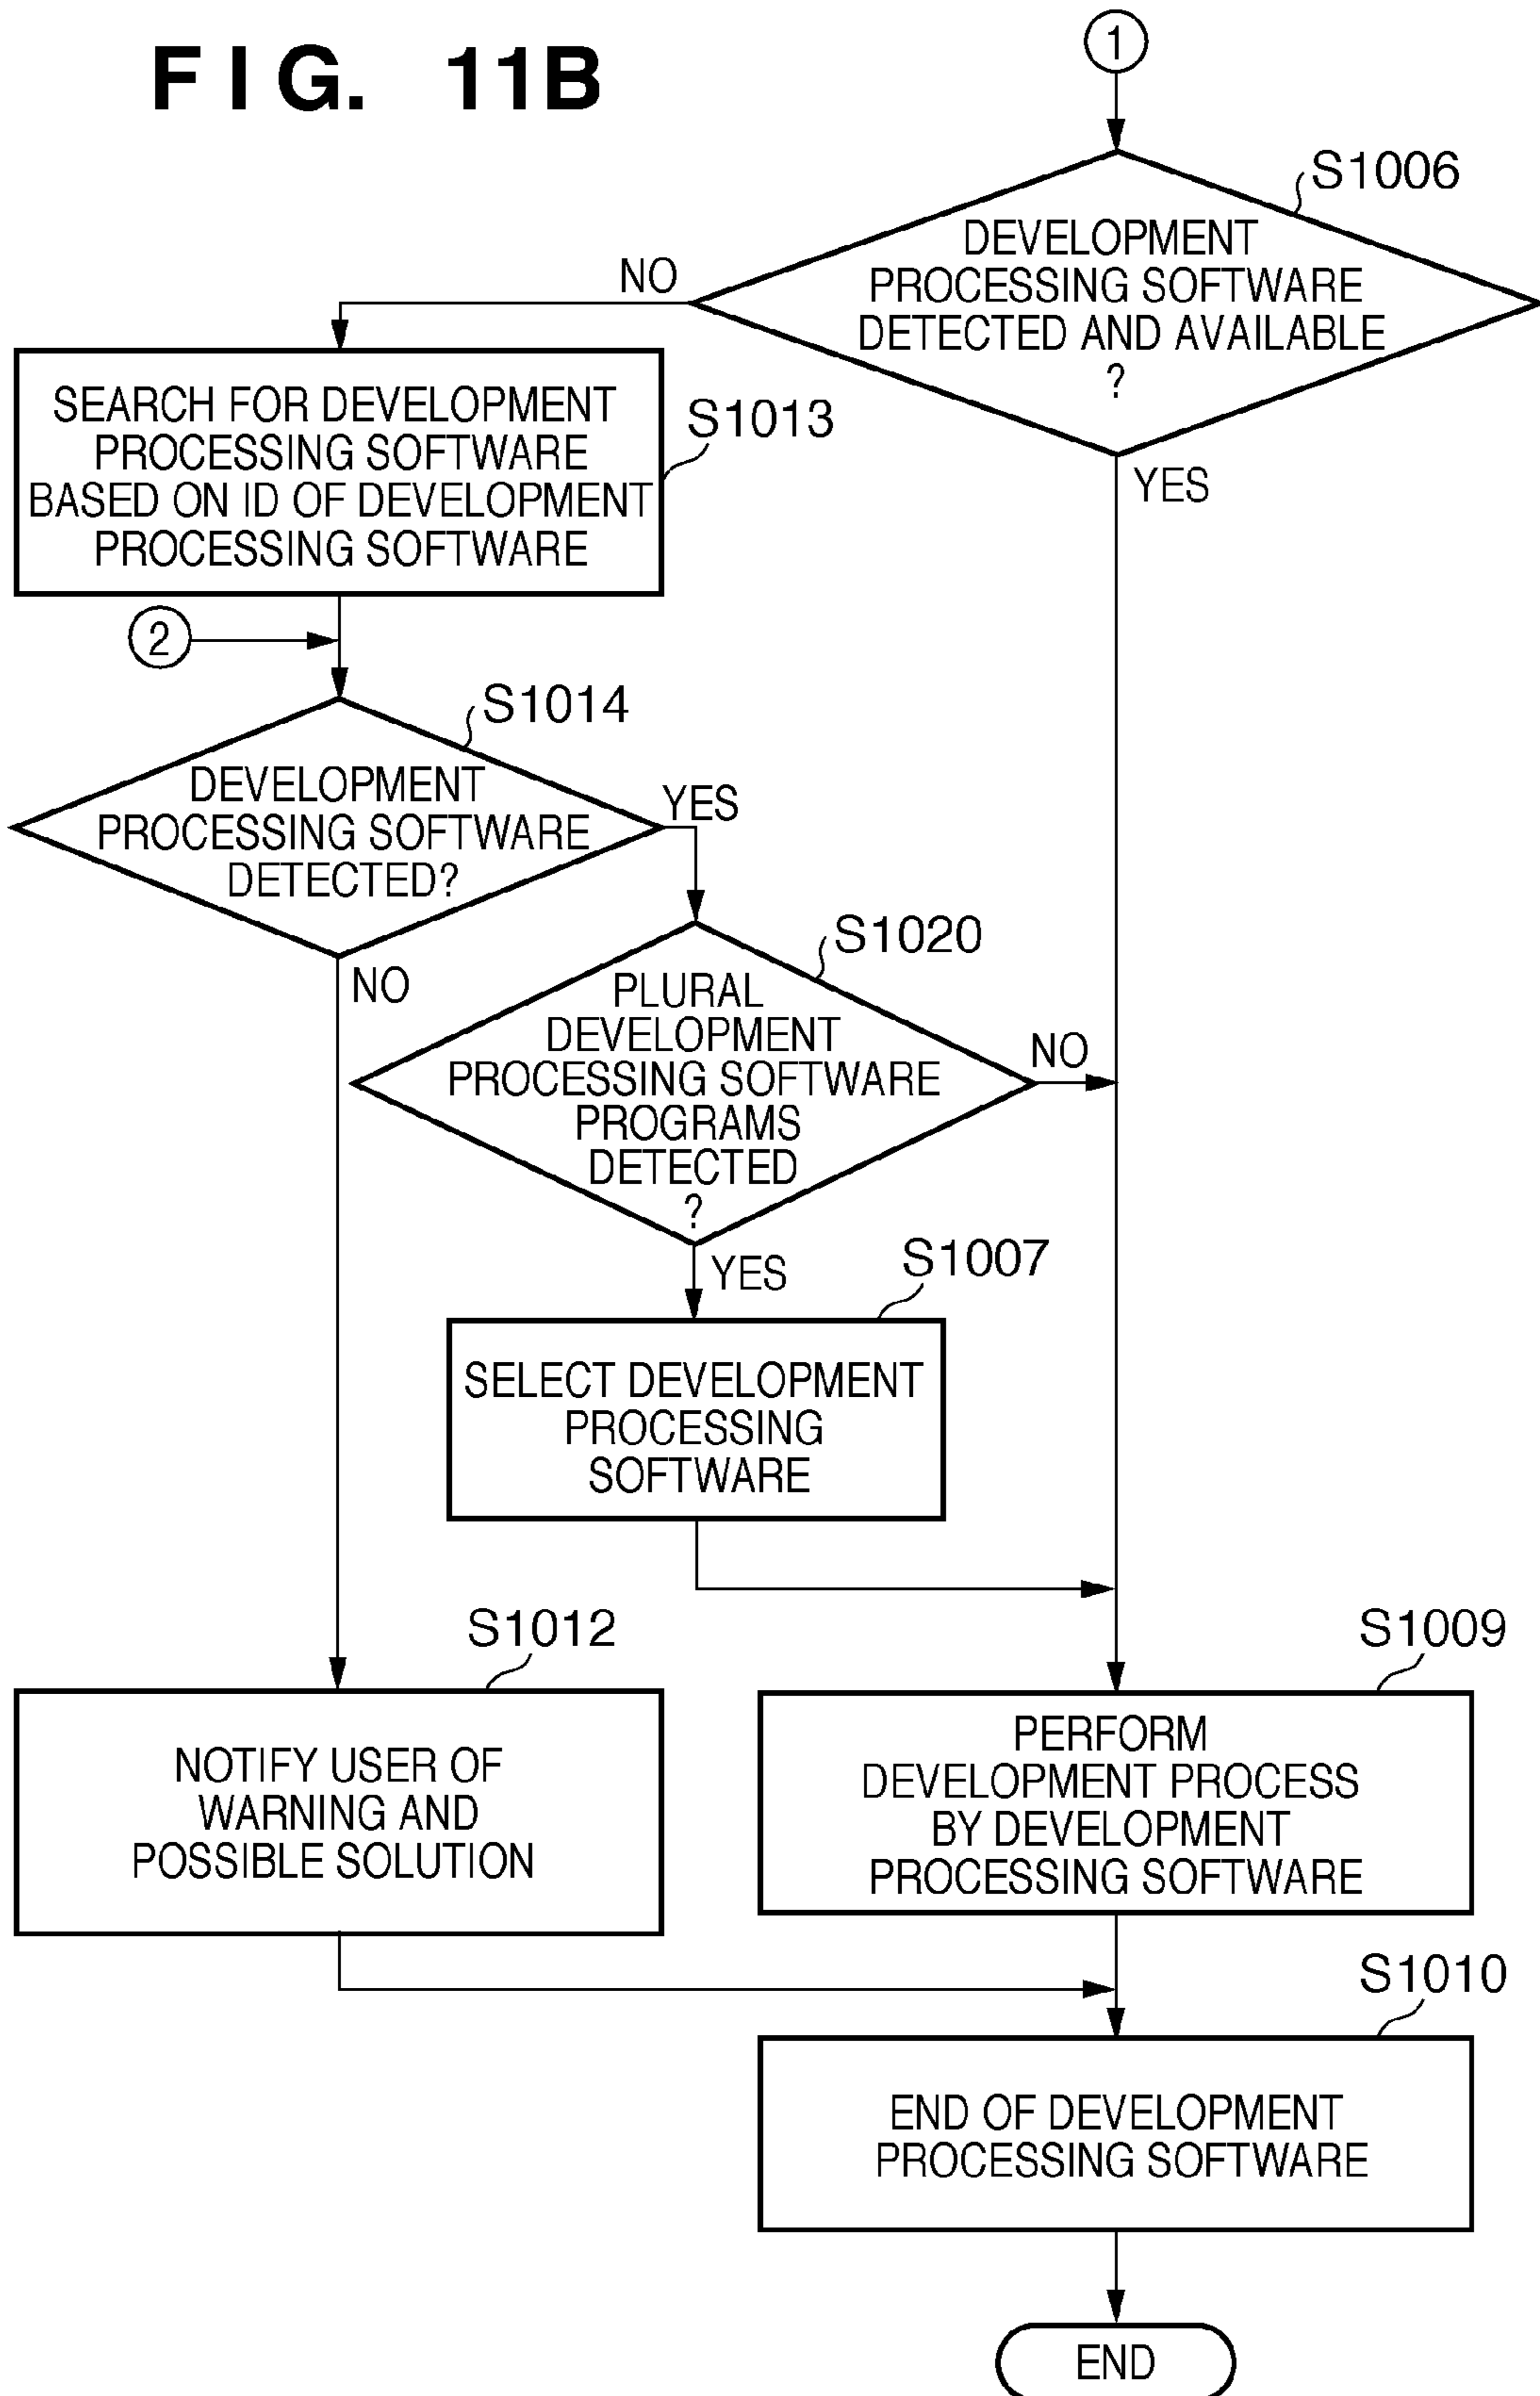 FIG. 11B
1
S1006
DEVELOPMENT
PROCESSING SOFTWARE
DETECTED AND AVAILABLE
?
NO
YES
SEARCH FOR DEVELOPMENT
PROCESSING SOFTWARE
BASED ON ID OF DEVELOPMENT
PROCESSING SOFTWARE
S1013
2
S1014
DEVELOPMENT
PROCESSING SOFTWARE
DETECTED?
YES
NO
S1020
PLURAL
DEVELOPMENT
PROCESSING SOFTWARE
PROGRAMS
DETECTED
?
NO
YES
S1007
SELECT DEVELOPMENT
PROCESSING
SOFTWARE
S1012
NOTIFY USER OF
WARNING AND
POSSIBLE SOLUTION
S1009
PERFORM
DEVELOPMENT PROCESS
BY DEVELOPMENT
PROCESSING SOFTWARE
S1010
END OF DEVELOPMENT
PROCESSING SOFTWARE
END